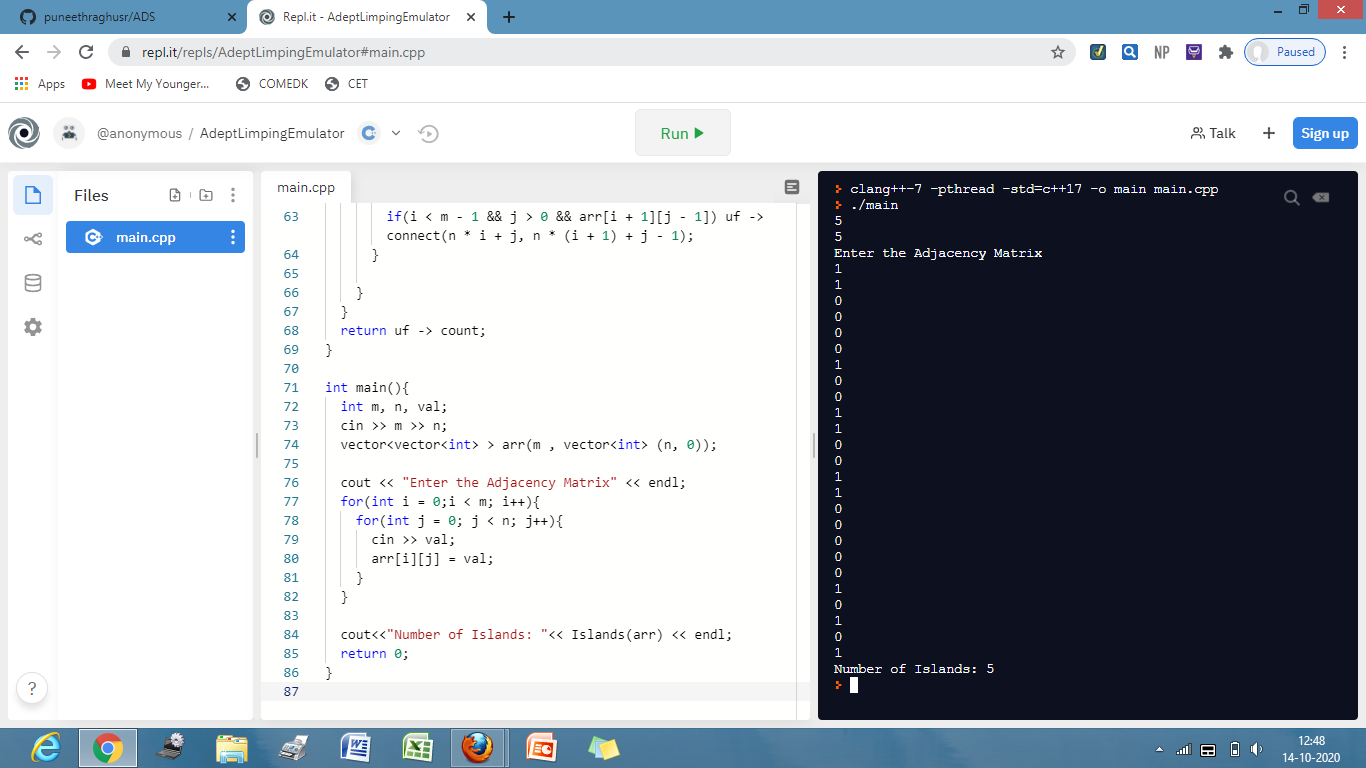 puneethraghusr/ADS
Repl.it - AdeptLimpingEmulator
repl.it/repls/AdeptLimpingEmulator#main.cpp
NP
Paused
Apps
Meet My Younger...
COMEDK
CET
@anonymous / AdeptLimpingEmulator
Run
Talk
Sign up
Files
main.cpp
main.cpp
63 if(i < m - 1 && j > 0 && arr[i + 1][j - 1]) uf ->
connect(n * i + j, n * (i + 1) + j - 1);
64 }
65
66 }
67 }
68 return uf -> count;
69 }
70
71 int main(){
72 int m, n, val;
73 cin >> m >> n;
74 vector<vector<int> > arr(m , vector<int> (n, 0));
75
76 cout << "Enter the Adjacency Matrix" << endl;
77 for(int i = 0;i < m; i++){
78 for(int j = 0; j < n; j++){
79 cin >> val;
80 arr[i][j] = val;
81 }
82 }
83
84 cout<<"Number of Islands: "<< Islands(arr) << endl;
85 return 0;
86 }
87
?
clang++-7 -pthread -std=c++17 -o main main.cpp
./main
5
5
Enter the Adjacency Matrix
1
1
0
0
0
0
1
0
0
1
1
0
0
1
1
0
0
0
0
0
1
0
1
0
1
Number of Islands: 5
12:48
14-10-2020